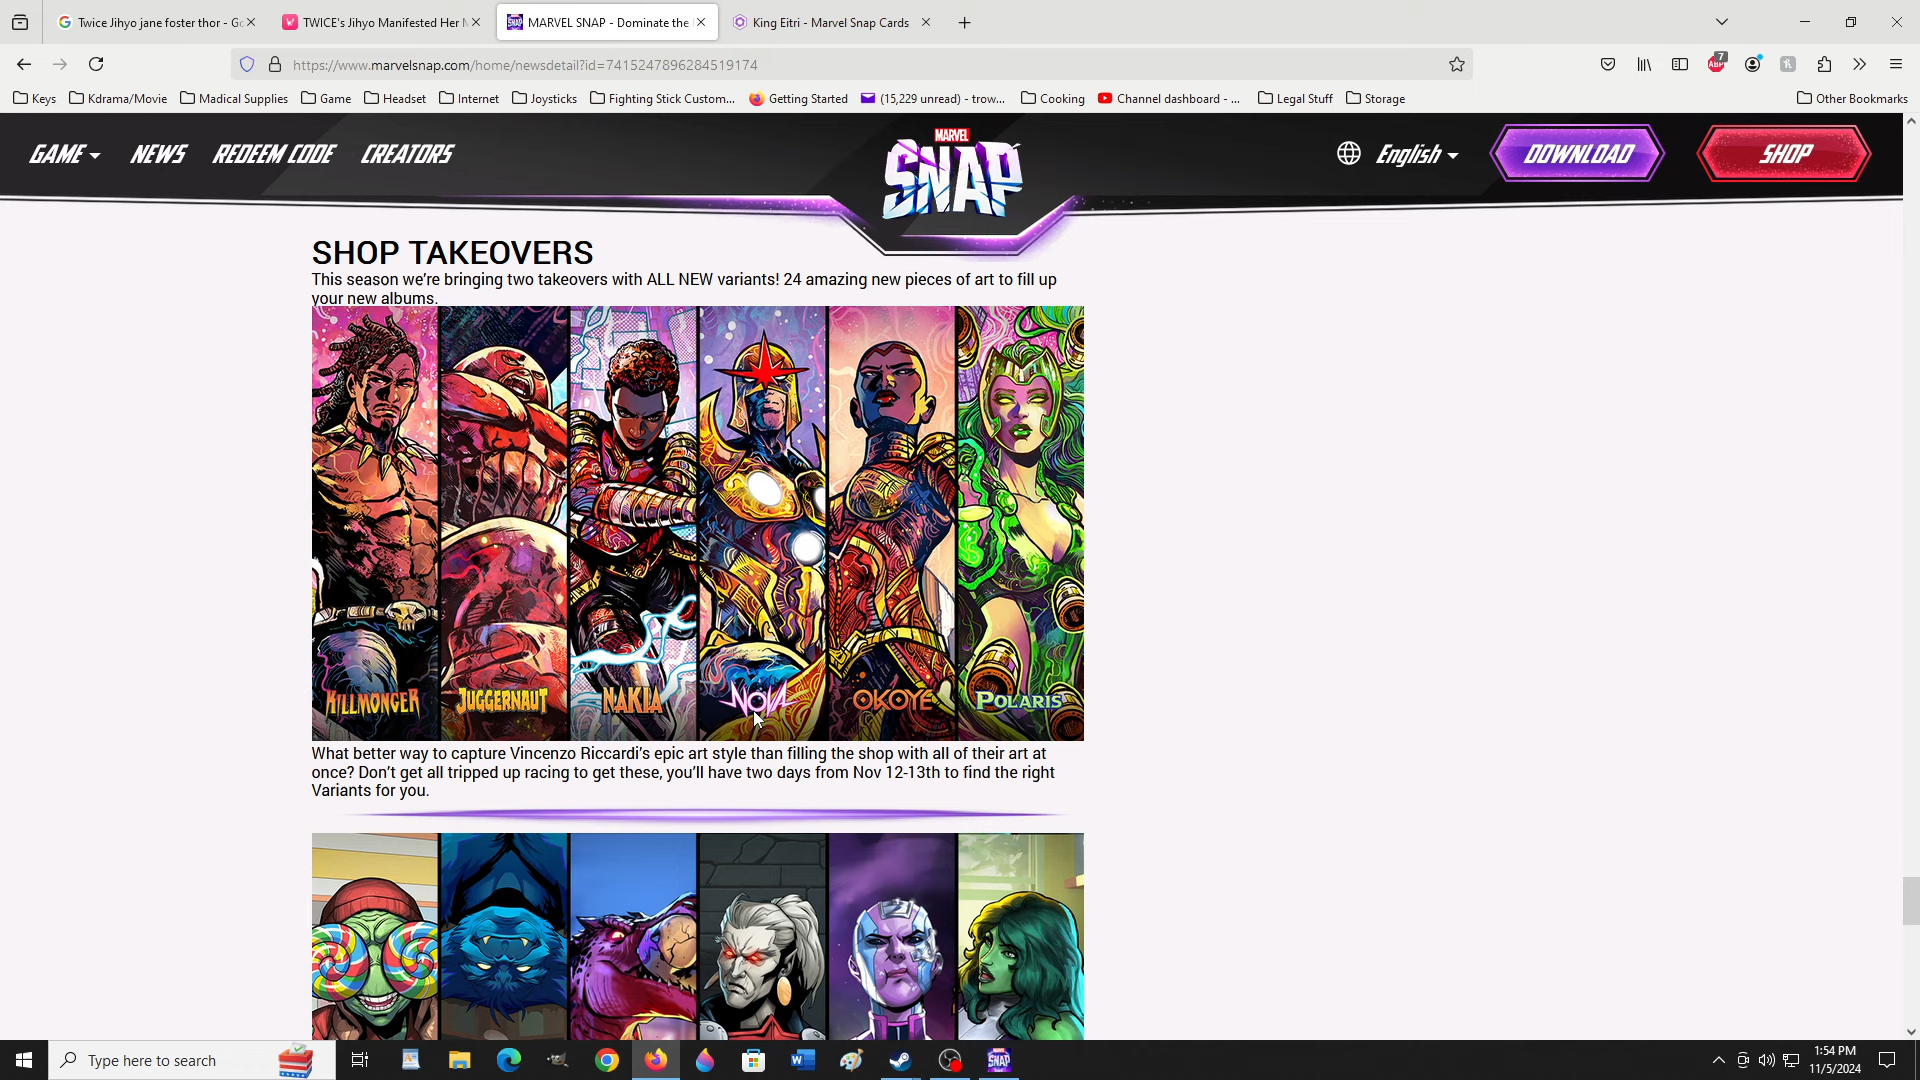 Twice Jihyo jane foster thor - Go
TWICE's Jihyo Manifested Her M
MARVEL SNAP - Dominate the
King Eitri - Marvel Snap Cards
https://www.marvelsnap.com/home/newsdetail?id=7415247896284519174
7
ABP
Keys
Kdrama/Movie
Madical Supplies
Game
Headset
Internet
Joysticks
Fighting Stick Custom...
Getting Started
(15,229 unread) - trow...
Cooking
Channel dashboard - ...
Legal Stuff
Storage
Other Bookmarks
GAME
NEWS
REDEEM CODE
CREATORS
MARVEL
SNAP
English
DOWNLOAD
SHOP
SHOP TAKEOVERS
This season we’re bringing two takeovers with ALL NEW variants! 24 amazing new pieces of art to fill up
your new albums.
KILLMONGER
JUGGERNAUT
NAKIA
NOVA
OKOYE
POLARIS
What better way to capture Vincenzo Riccardi’s epic art style than filling the shop with all of their art at
once? Don’t get all tripped up racing to get these, you’ll have two days from Nov 12-13th to find the right
Variants for you.
Type here to search
1:54 PM
11/5/2024